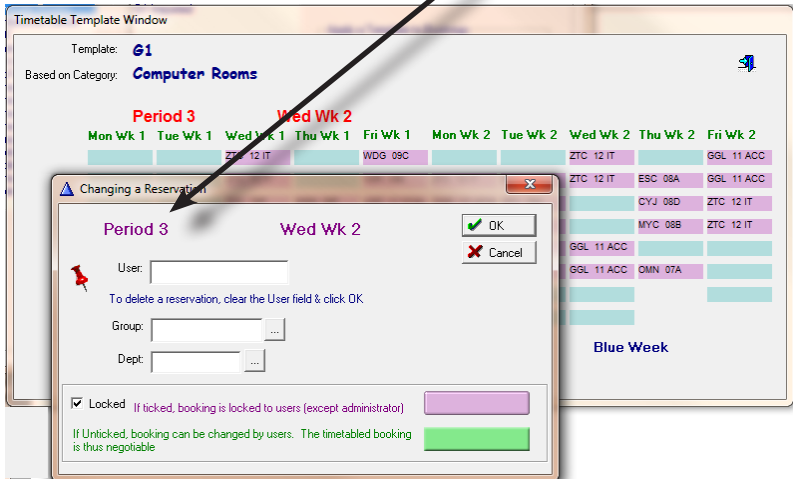 Timetable Template Window
Template: G1
Based on Category: Computer Rooms
Period 3 Wed Wk 2
Mon Wk 1 Tue Wk 1 Wed Wk 1 Thu Wk 1 Fri Wk 1 Mon Wk 2 Tue Wk 2 Wed Wk 2 Thu Wk 2 Fri Wk 2
ZTC 12 IT WDG 09C ZTC 12 IT GGL 11 ACC
ZTC 12 IT ESC 08A GGL 11 ACC
CYJ 08D ZTC 12 IT
MYC 08B ZTC 12 IT
GGL 11 ACC
GGL 11 ACC OMN 07A
Blue Week
Changing a Reservation
Period 3 Wed Wk 2
OK
Cancel
User:
To delete a reservation, clear the User field & click OK
Group: ...
Dept: ...
Locked If ticked, booking is locked to users (except administrator)
If Unticked, booking can be changed by users. The timetabled booking
is thus negotiable